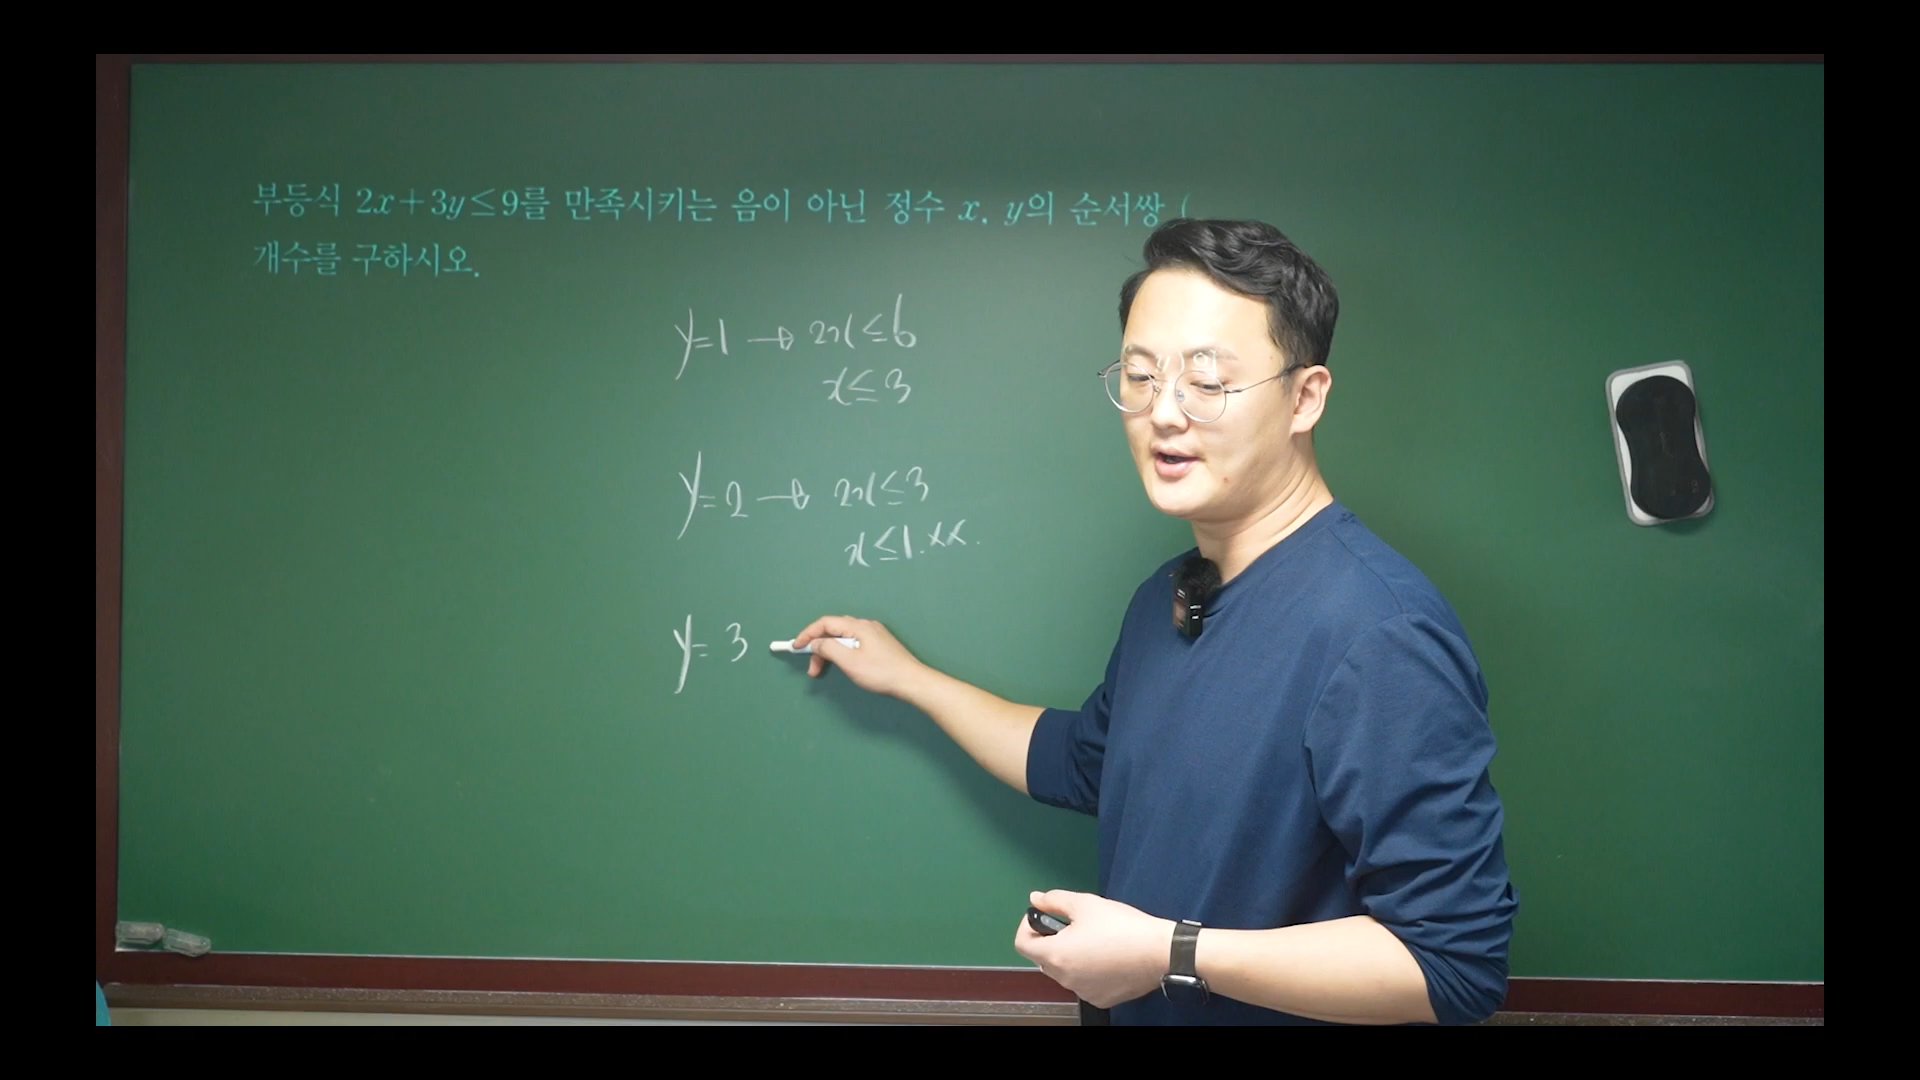 부등식 2x+3y≤9를 만족시키는 음이 아닌 정수 x, y의 순서쌍 (
개수를 구하시오.
y=1 → 2x≤6
x≤3
y=2 → 2x≤3
x≤1.xx.
y=3